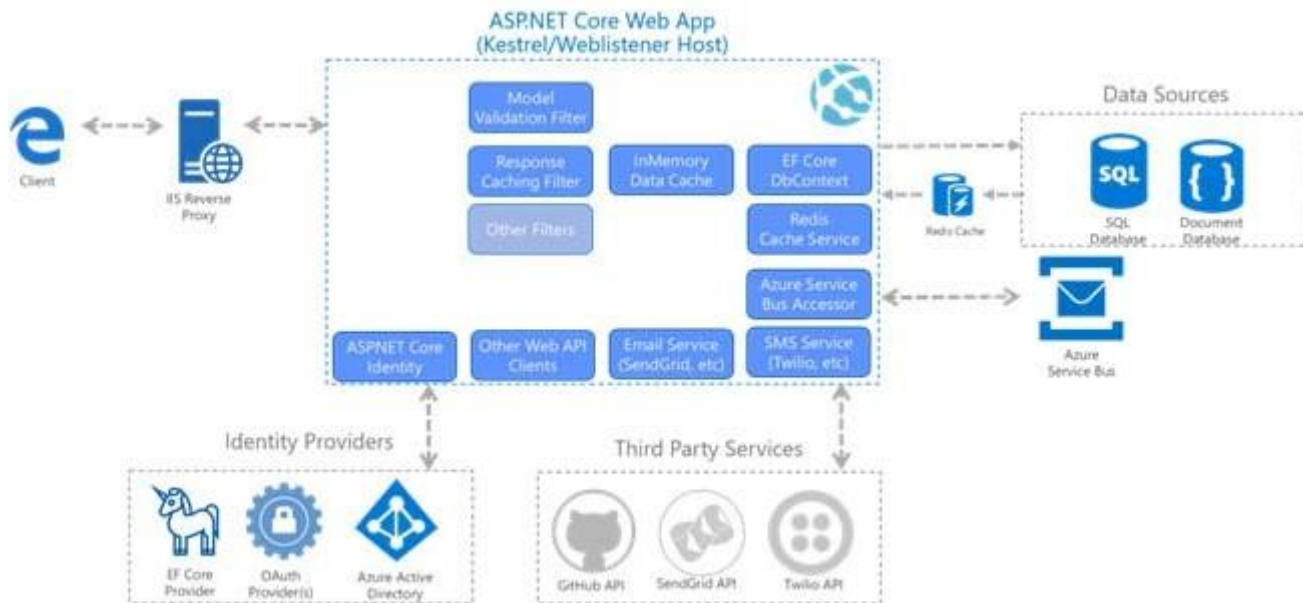 ASP.NET Core Web App
(Kestrel/Weblistener Host)
Model
Validation Filter
Response
Caching Filter
Other Filters
InMemory
Data Cache
EF Core
DbContext
Redis
Cache Service
Azure Service
Bus Accessor
ASPNET Core
Identity
Other Web API
Clients
Email Service
(SendGrid, etc)
SMS Service
(Twilio, etc)
Client
IIS Reverse
Proxy
Data Sources
SQL
SQL
Database
{ }
Document
Database
Redis Cache
Azure
Service Bus
Identity Providers
EF Core
Provider
OAuth
Provider(s)
Azure Active
Directory
Third Party Services
GitHub API
SendGrid API
Twilio API